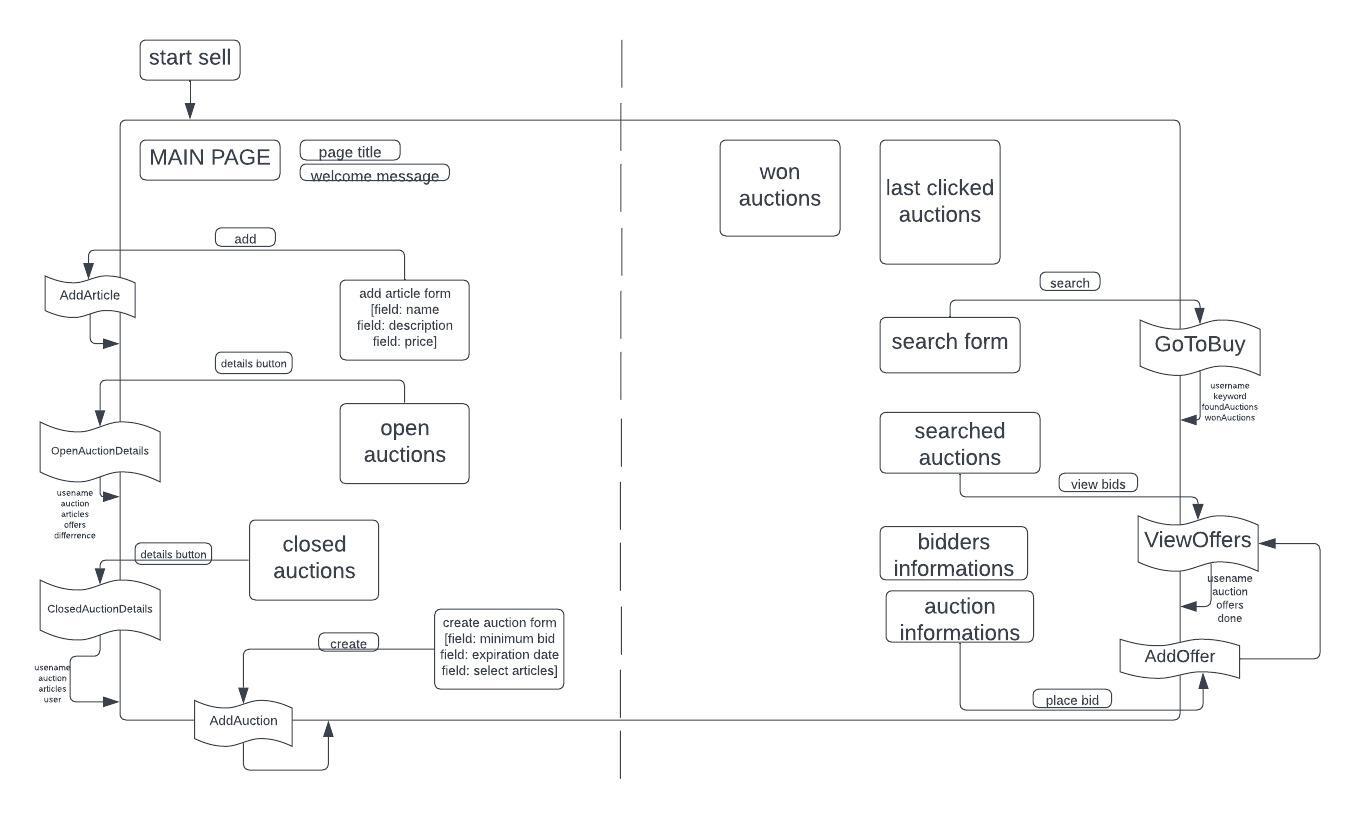 start sell
MAIN PAGE
page title
welcome message
add
AddArticle
add article form
[field: name
field: description
field: price]
details button
open
auctions
OpenAuctionDetails
usename
auction
articles
offers
differrence
closed
auctions
details button
ClosedAuctionDetails
usename
auction
articles
user
create auction form
[field: minimum bid
field: expiration date
field: select articles]
create
AddAuction
won
auctions
last clicked
auctions
search
search form
GoToBuy
username
keyword
foundAuctions
wonAuctions
searched
auctions
view bids
ViewOffers
bidders
informations
usename
auction
offers
done
auction
informations
AddOffer
place bid